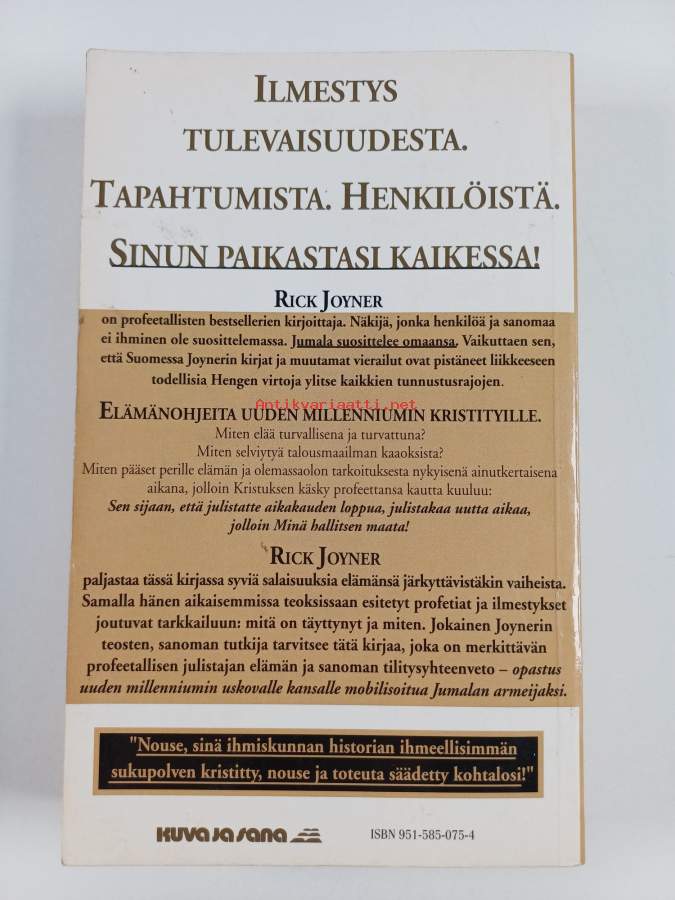 ILMESTYS
TULEVAISUUDESTA.
TAPAHTUMISTA. HENKILÖISTÄ.
SINUN PAIKASTASI KAIKESSA!
RICK JOYNER
on profeetallisten bestsellerien kirjoittaja. Näkijä, jonka henkilöä ja sanomaa
ei ihminen ole suosittelemassa. Jumala suosittelee omaansa. Vaikuttaen sen,
että Suomessa Joynerin kirjat ja muutamat vierailut ovat pistäneet liikkeeseen
todellisia Hengen virtoja ylitse kaikkien tunnustusrajojen.
Antikvariaatti.net
ELÄMÄNOHJEITA UUDEN MILLENNIUMIN KRISTITYILLE.
Miten elää turvallisena ja turvattuna?
Miten selviytyä talousmaailman kaaoksista?
Miten pääset perille elämän ja olemassaolon tarkoituksesta nykyisenä ainutkertaisena
aikana, jolloin Kristuksen käsky profeettansa kautta kuuluu:
Sen sijaan, että julistatte aikakauden loppua, julistakaa uutta aikaa,
jolloin Minä hallitsen maata!
RICK JOYNER
paljastaa tässä kirjassa syviä salaisuuksia elämänsä järkyttävistäkin vaiheista.
Samalla hänen aikaisemmissa teoksissaan esitetyt profetiat ja ilmestykset
joutuvat tarkkailuun: mitä on täyttynyt ja miten. Jokainen Joynerin
teosten, sanoman tutkija tarvitsee tätä kirjaa, joka on merkittävän
profeetallisen julistajan elämän ja sanoman tilitysyhteenveto – opastus
uuden millenniumin uskovalle kansalle mobilisoitua Jumalan armeijaksi.
"Nouse, sinä ihmiskunnan historian ihmeellisimmän
sukupolven kristitty, nouse ja toteuta säädetty kohtalosi!"
KUVA JA SANA
ISBN 951-585-075-4